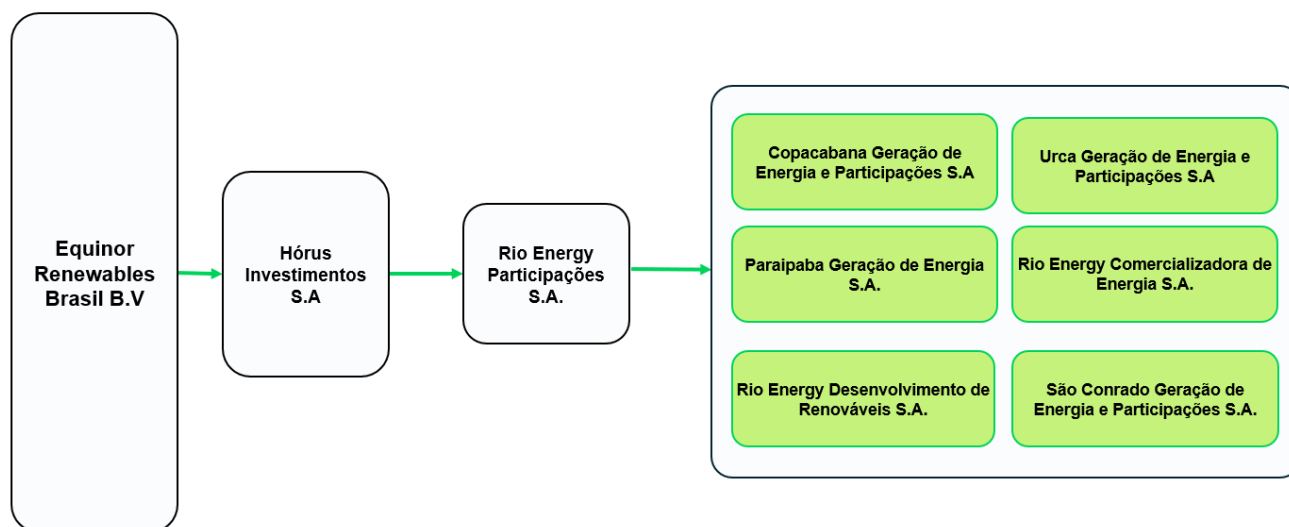 Equinor
Renewables
Brasil B.V
Hórus
Investimentos
S.A
Rio Energy
Participações
S.A.
Copacabana Geração de
Energia e Participações S.A
Urca Geração de Energia e
Participações S.A
Paraipaba Geração de Energia
S.A.
Rio Energy Comercializadora de
Energia S.A.
Rio Energy Desenvolvimento de
Renováveis S.A.
São Conrado Geração de
Energia e Participações S.A.